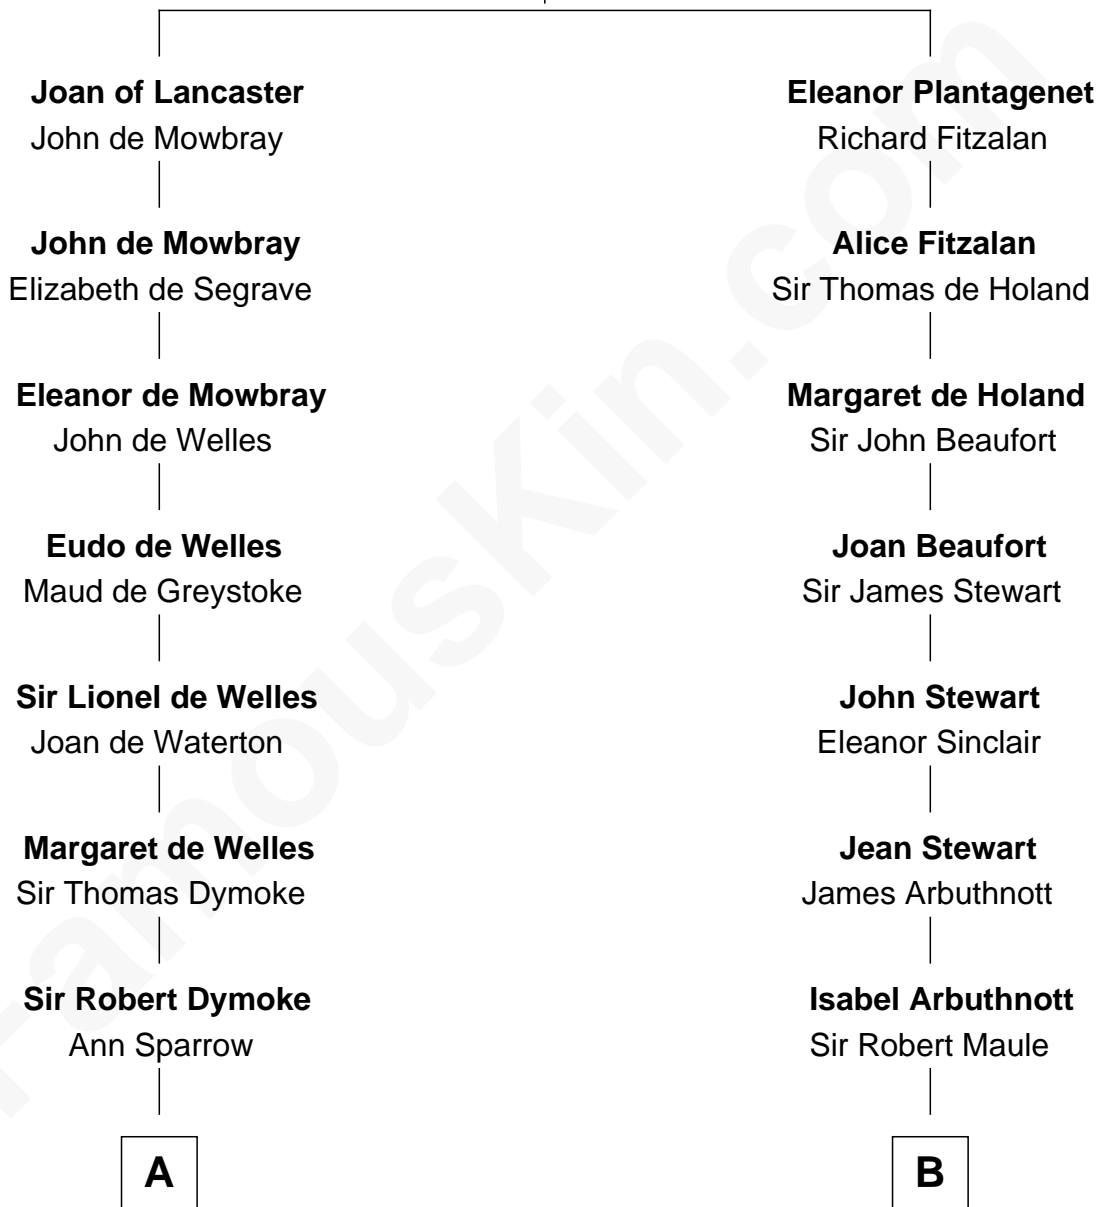 Joan of Lancaster
John de Mowbray
John de Mowbray
Elizabeth de Segrave
Eleanor de Mowbray
John de Welles
Eudo de Welles
Maud de Greystoke
Sir Lionel de Welles
Joan de Waterton
Margaret de Welles
Sir Thomas Dymoke
Sir Robert Dymoke
Ann Sparrow
A
Eleanor Plantagenet
Richard Fitzalan
Alice Fitzalan
Sir Thomas de Holand
Margaret de Holand
Sir John Beaufort
Joan Beaufort
Sir James Stewart
John Stewart
Eleanor Sinclair
Jean Stewart
James Arbuthnott
Isabel Arbuthnott
Sir Robert Maule
B
FamousKin.com